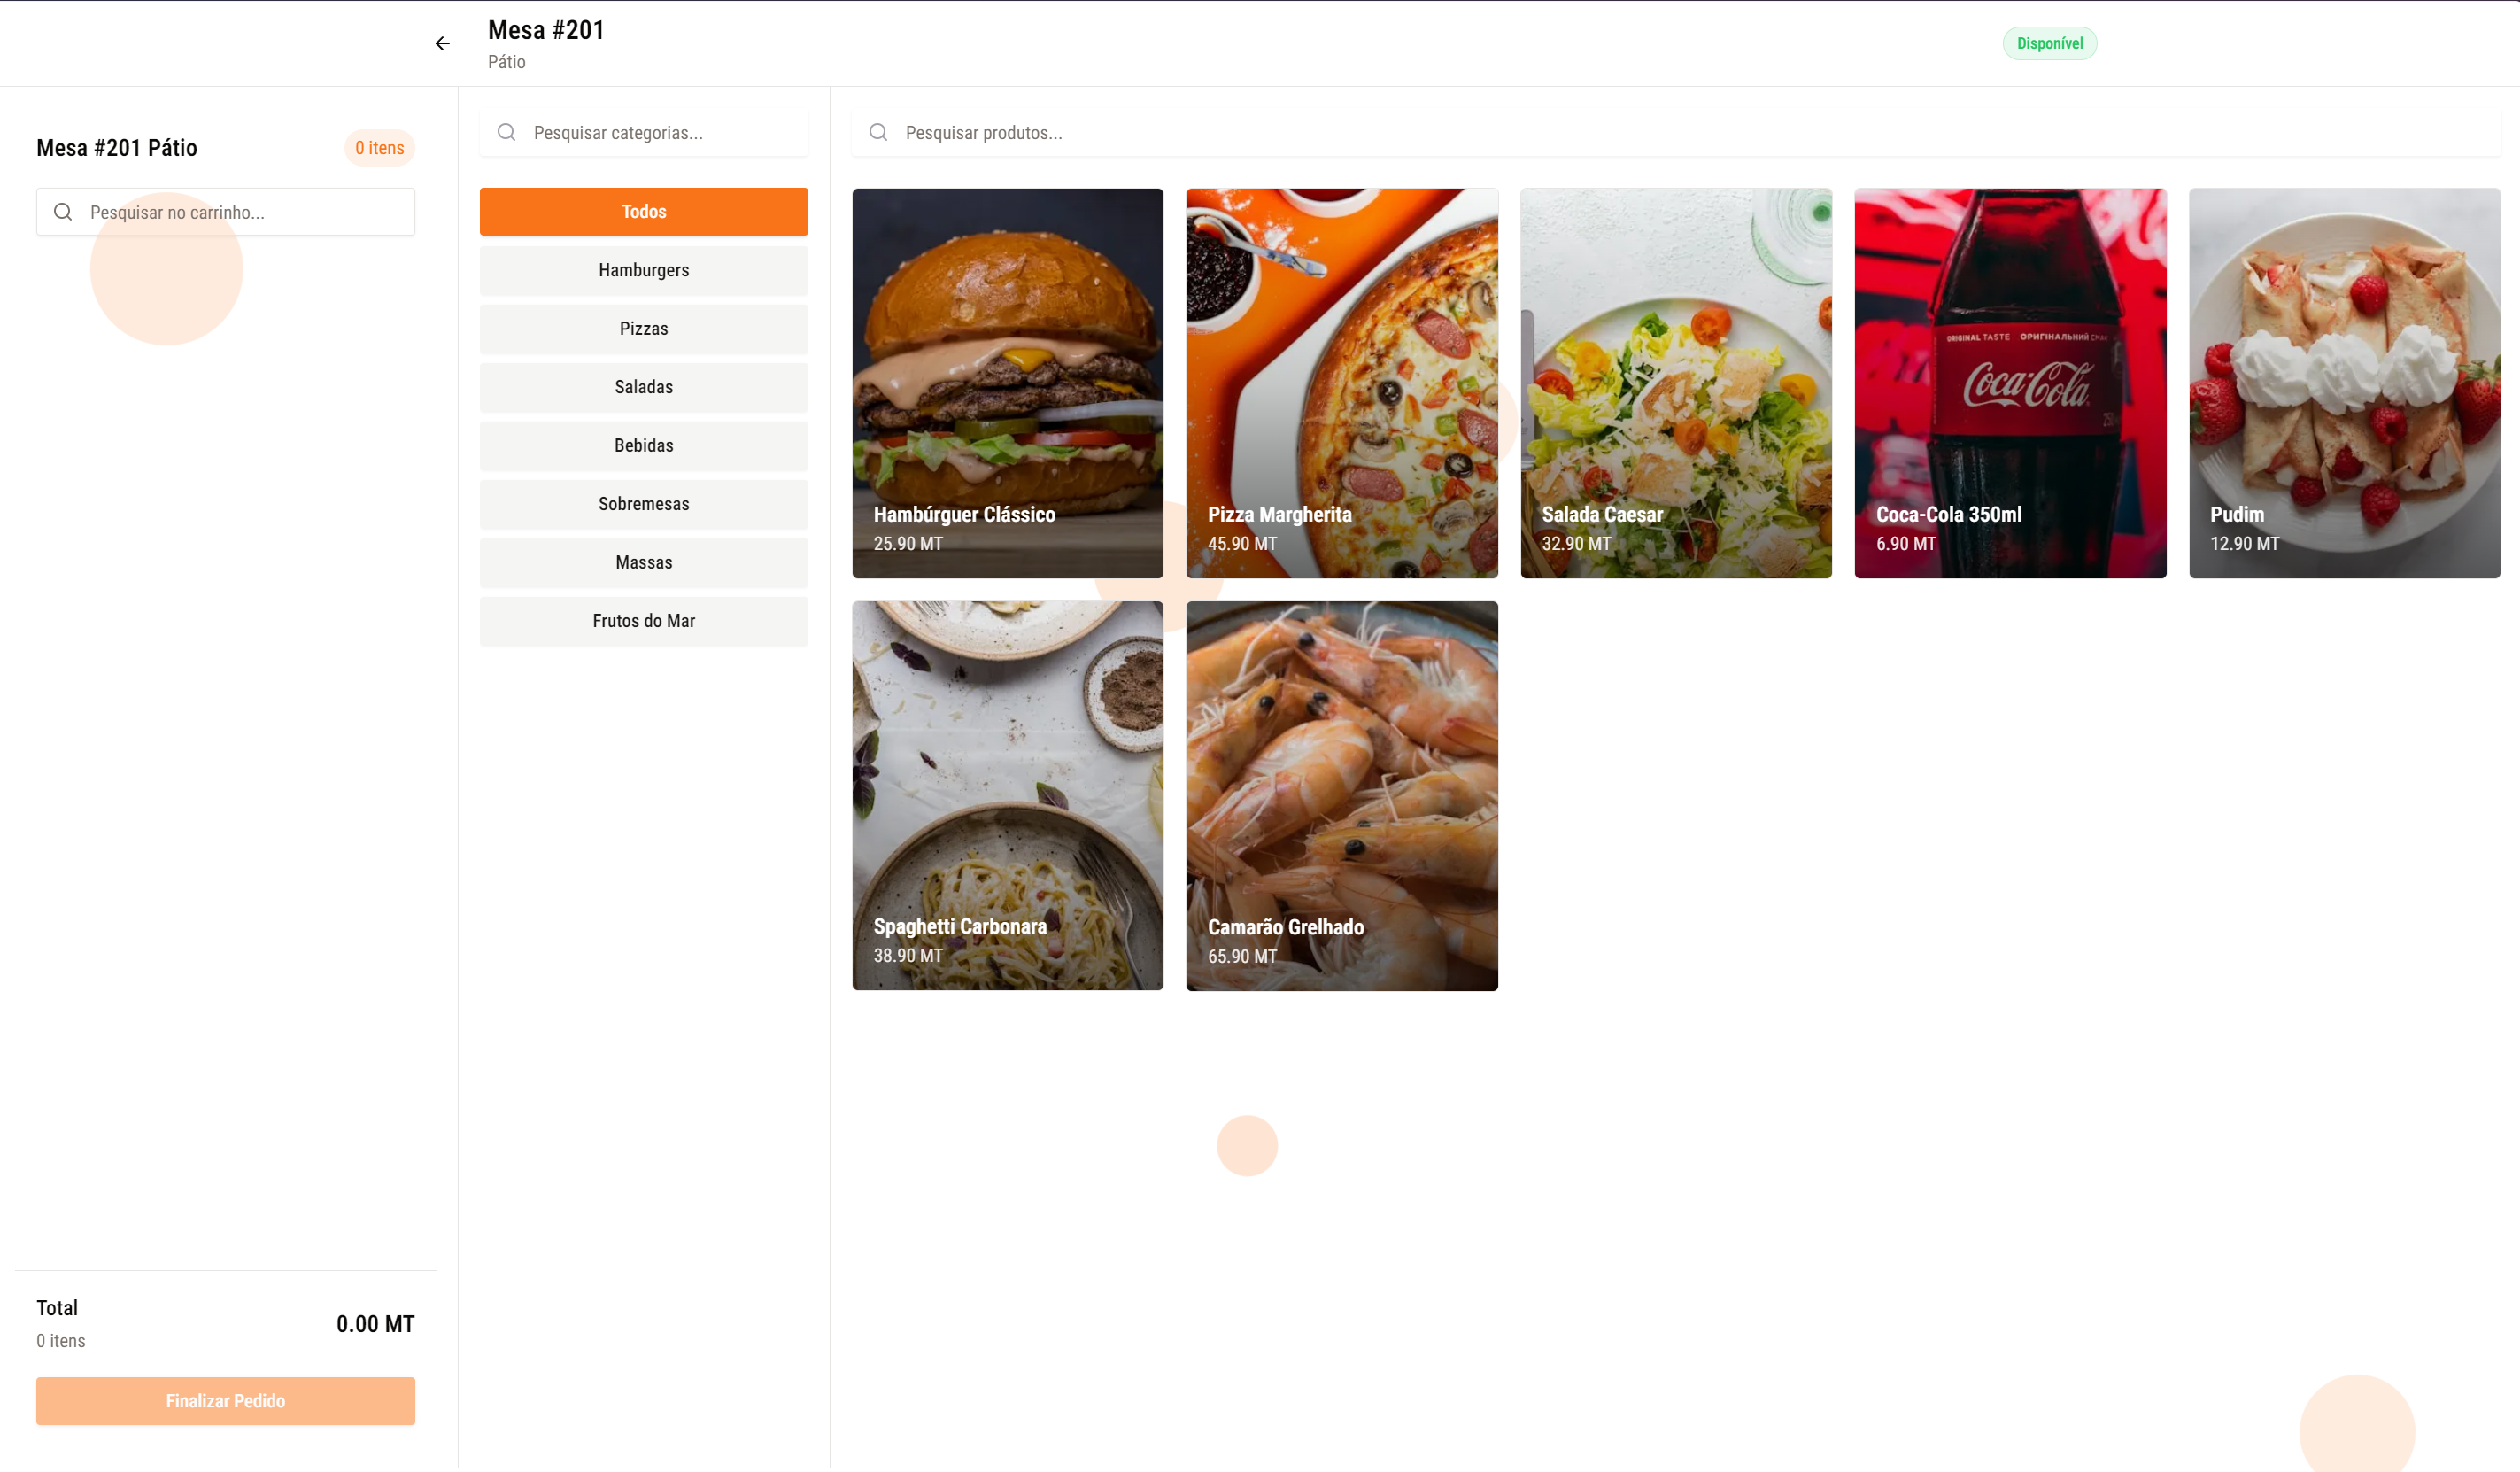 Mesa #201
Pátio
Disponível
Mesa #201 Pátio
0 itens
Pesquisar no carrinho...
Total
0 itens
0.00 MT
Finalizar Pedido
Pesquisar categorias...
Todos
Hamburgers
Pizzas
Saladas
Bebidas
Sobremesas
Massas
Frutos do Mar
Pesquisar produtos...
Hambúrguer Clássico
25.90 MT
Pizza Margherita
45.90 MT
Salada Caesar
32.90 MT
ORIGINAL TASTE ОРИГІНАЛЬНИЙ
Coca-Cola
Coca-Cola 350ml
6.90 MT
Pudim
12.90 MT
Spaghetti Carbonara
38.90 MT
Camarão Grelhado
65.90 MT